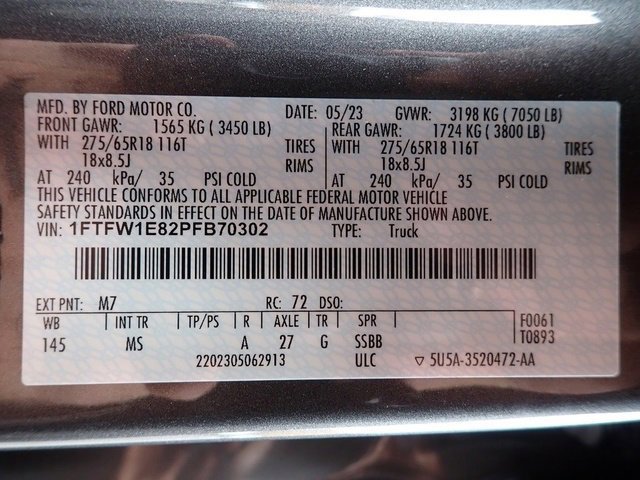 MFD. BY FORD MOTOR CO. DATE: 05/23 GVWR: 3198 KG ( 7050 LB)
FRONT GAWR: 1565 KG ( 3450 LB) REAR GAWR: 1724 KG ( 3800 LB)
WITH 275/65R18 116T TIRES WITH 275/65R18 116T TIRES
18x8.5J RIMS 18x8.5J RIMS
AT 240 kPa/ 35 PSI COLD AT 240 kPa/ 35 PSI COLD
THIS VEHICLE CONFORMS TO ALL APPLICABLE FEDERAL MOTOR VEHICLE
SAFETY STANDARDS IN EFFECT ON THE DATE OF MANUFACTURE SHOWN ABOVE.
VIN: 1FTFW1E82PFB70302 TYPE: Truck
EXT PNT: M7 RC: 72 DSO:
WB INT TR TP/PS R AXLE TR SPR F0061
145 MS A 27 G SSBB T0893
2202305062913 ULC ▽ 5U5A-3520472-AA